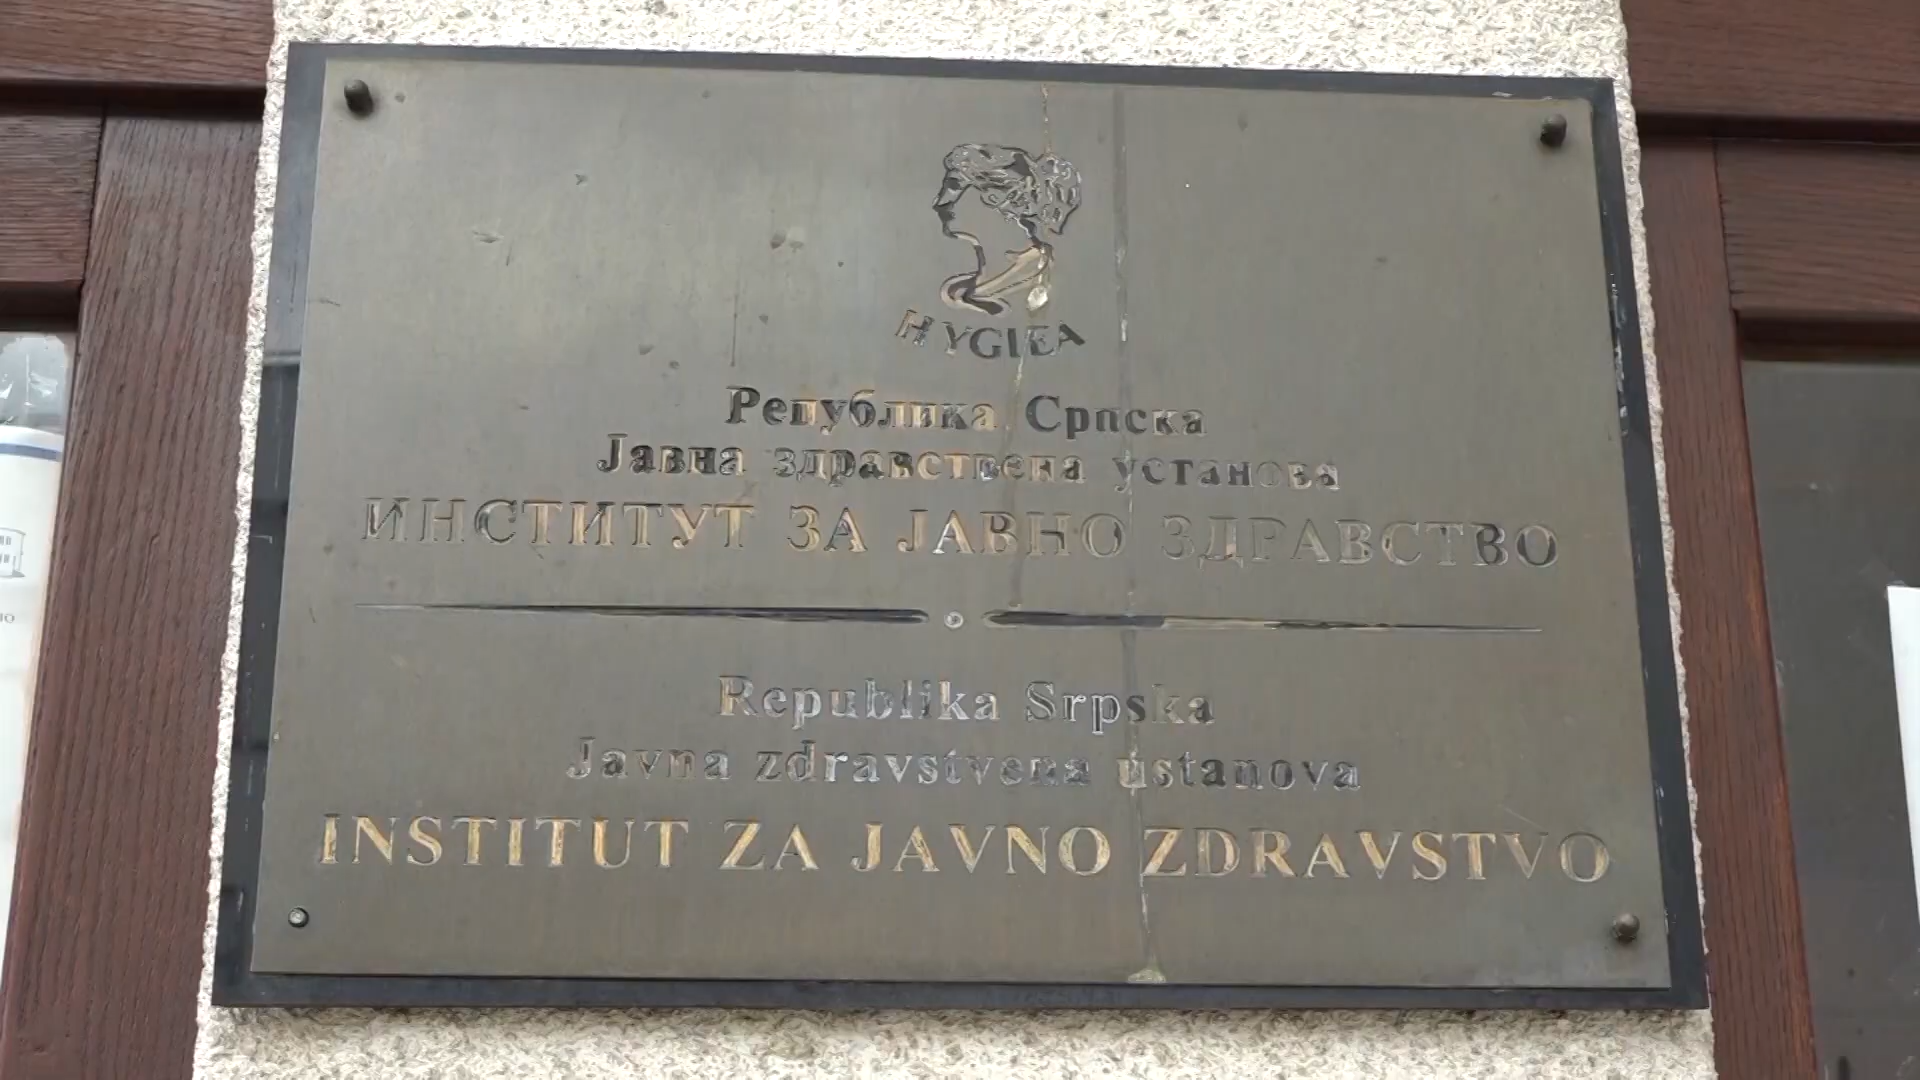 HYGIEA
Република Српска
Јавна здравствена установа
ИНСТИТУТ ЗА ЈАВНО ЗДРАВСТВО
Republika Srpska
Javna zdravstvena ustanova
INSTITUT ZA JAVNO ZDRAVSTVO